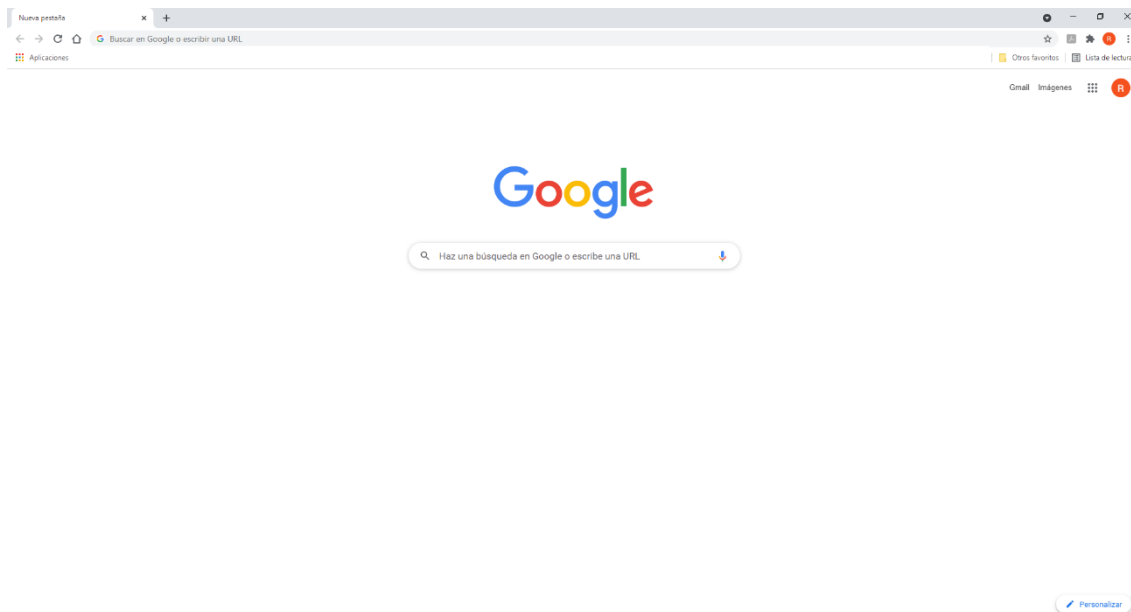 Nueva pestaña
Buscar en Google o escribir una URL
R
Aplicaciones
Otros favoritos
Lista de lectura
Gmail Imágenes
R
Google
Haz una búsqueda en Google o escribe una URL
Personalizar